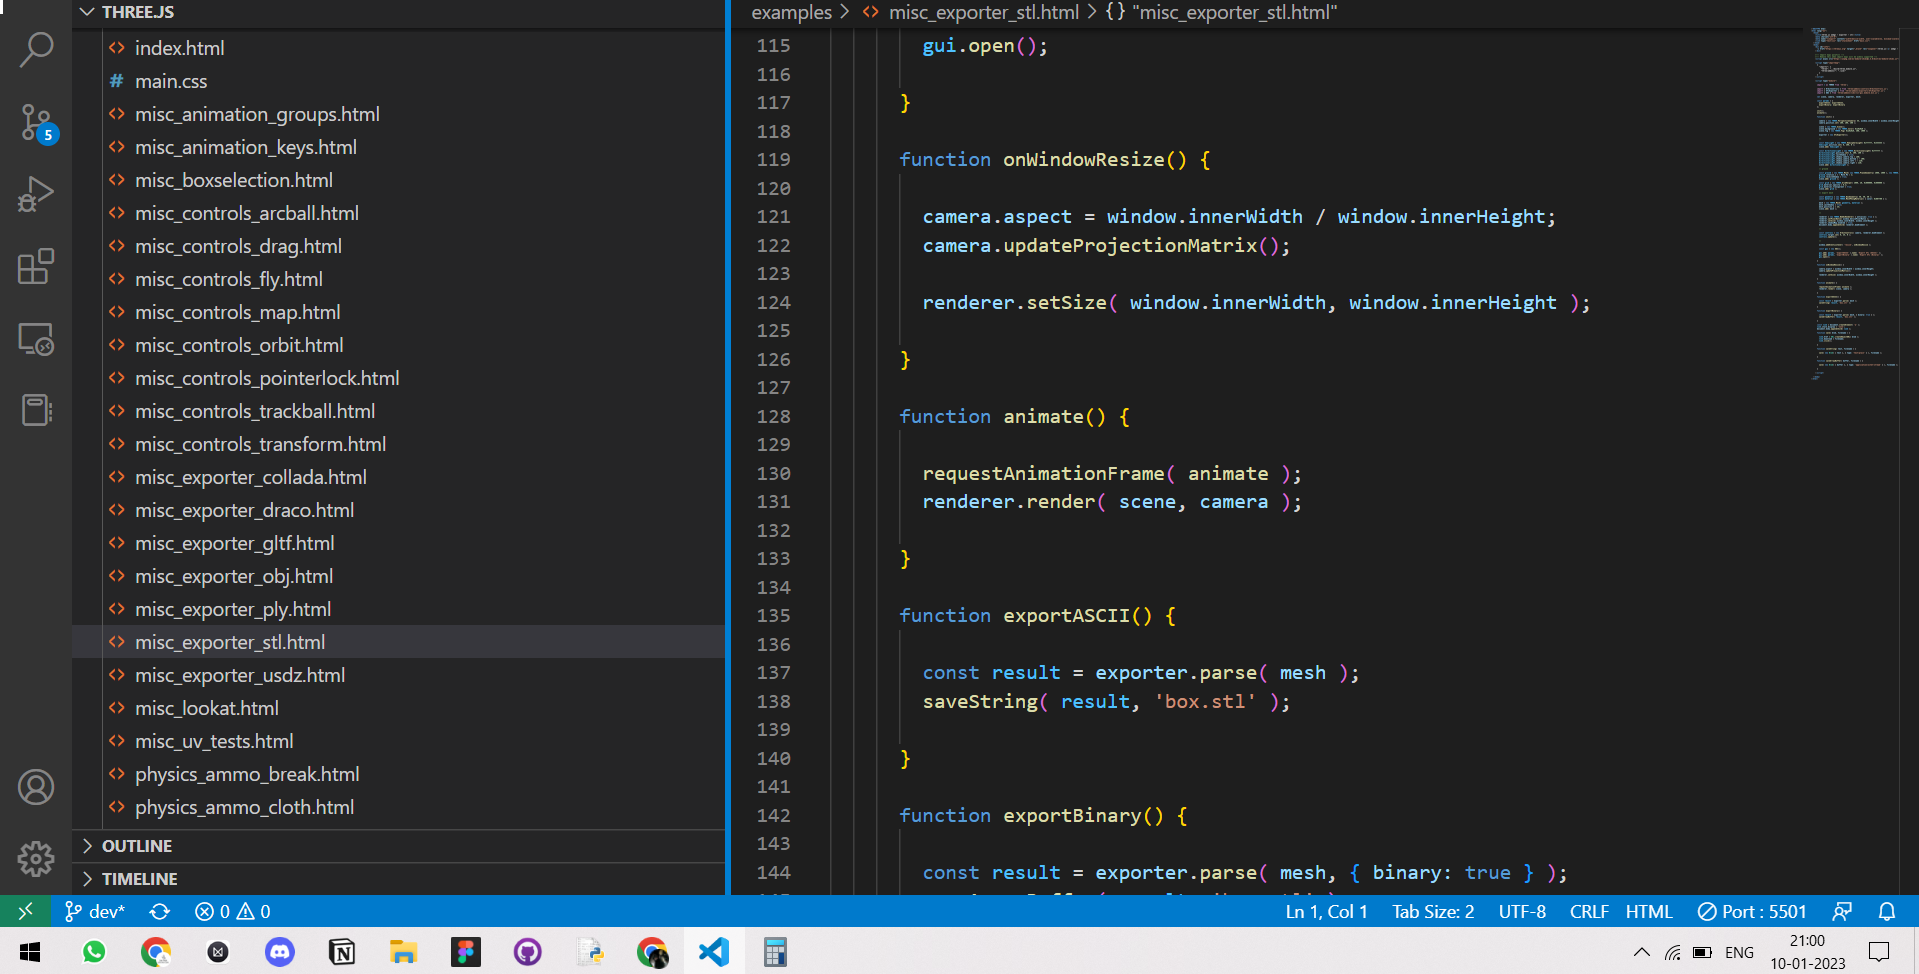 THREE.JS
index.html
# main.css
misc_animation_groups.html
misc_animation_keys.html
misc_boxselection.html
misc_controls_arcball.html
misc_controls_drag.html
misc_controls_fly.html
misc_controls_map.html
misc_controls_orbit.html
misc_controls_pointerlock.html
misc_controls_trackball.html
misc_controls_transform.html
misc_exporter_collada.html
misc_exporter_draco.html
misc_exporter_gltf.html
misc_exporter_obj.html
misc_exporter_ply.html
misc_exporter_stl.html
misc_exporter_usdz.html
misc_lookat.html
misc_uv_tests.html
physics_ammo_break.html
physics_ammo_cloth.html
OUTLINE
TIMELINE
5
examples > misc_exporter_stl.html > {} "misc_exporter_stl.html"
115 gui.open();
116
117 }
118
119 function onWindowResize() {
120
121 camera.aspect = window.innerWidth / window.innerHeight;
122 camera.updateProjectionMatrix();
123
124 renderer.setSize( window.innerWidth, window.innerHeight );
125
126 }
127
128 function animate() {
129
130 requestAnimationFrame( animate );
131 renderer.render( scene, camera );
132
133 }
134
135 function exportASCII() {
136
137 const result = exporter.parse( mesh );
138 saveString( result, 'box.stl' );
139
140 }
141
142 function exportBinary() {
143
144 const result = exporter.parse( mesh, { binary: true } );
dev* 0 0 Ln 1, Col 1 Tab Size: 2 UTF-8 CRLF HTML Port : 5501
ENG
21:00
10-01-2023